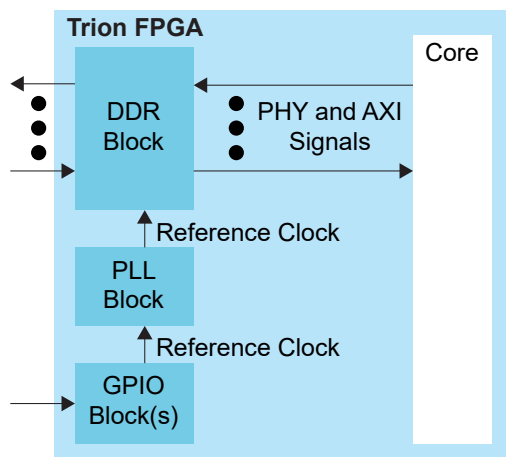 Trion FPGA
Core
DDR
Block
PHY and AXI
Signals
Reference Clock
PLL
Block
Reference Clock
GPIO
Block(s)